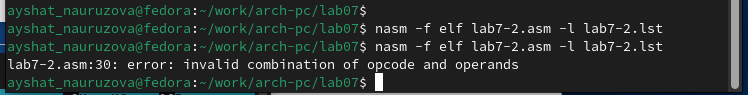 ayshat_nauruzova@fedora:~/work/arch-pc/lab07$
ayshat_nauruzova@fedora:~/work/arch-pc/lab07$ nasm -f elf lab7-2.asm -l lab7-2.lst
ayshat_nauruzova@fedora:~/work/arch-pc/lab07$ nasm -f elf lab7-2.asm -l lab7-2.lst
lab7-2.asm:30: error: invalid combination of opcode and operands
ayshat_nauruzova@fedora:~/work/arch-pc/lab07$